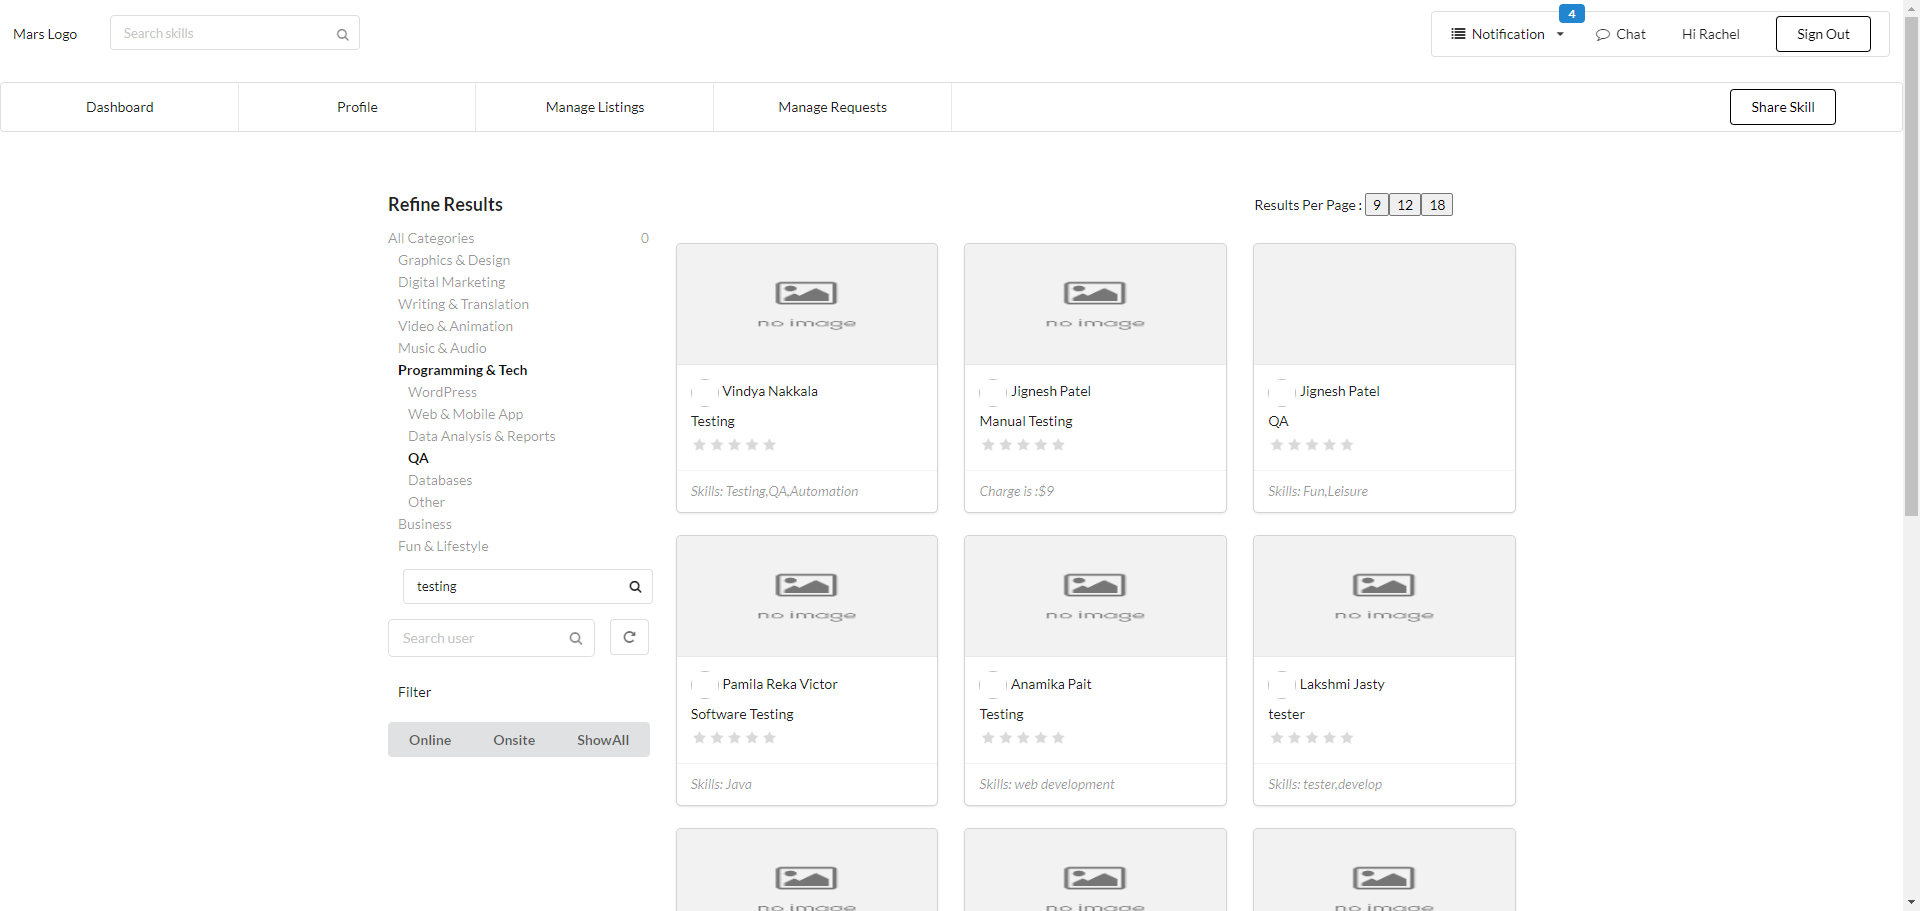 4
Mars Logo
Search skills
Notification
Chat
Hi Rachel
Sign Out
Dashboard
Profile
Manage Listings
Manage Requests
Share Skill
Refine Results
Results Per Page : 9 12 18
All Categories 0
Graphics & Design
Digital Marketing
Writing & Translation
Video & Animation
Music & Audio
Programming & Tech
WordPress
Web & Mobile App
Data Analysis & Reports
QA
Databases
Other
Business
Fun & Lifestyle
testing
Search user
Filter
Online
Onsite
ShowAll
no image
Vindya Nakkala
Testing
Skills: Testing,QA,Automation
no image
Jignesh Patel
Manual Testing
Charge is :$9
Jignesh Patel
QA
Skills: Fun,Leisure
no image
Pamila Reka Victor
Software Testing
Skills: Java
no image
Anamika Pait
Testing
Skills: web development
no image
Lakshmi Jasty
tester
Skills: tester,develop
no image
no image
no image